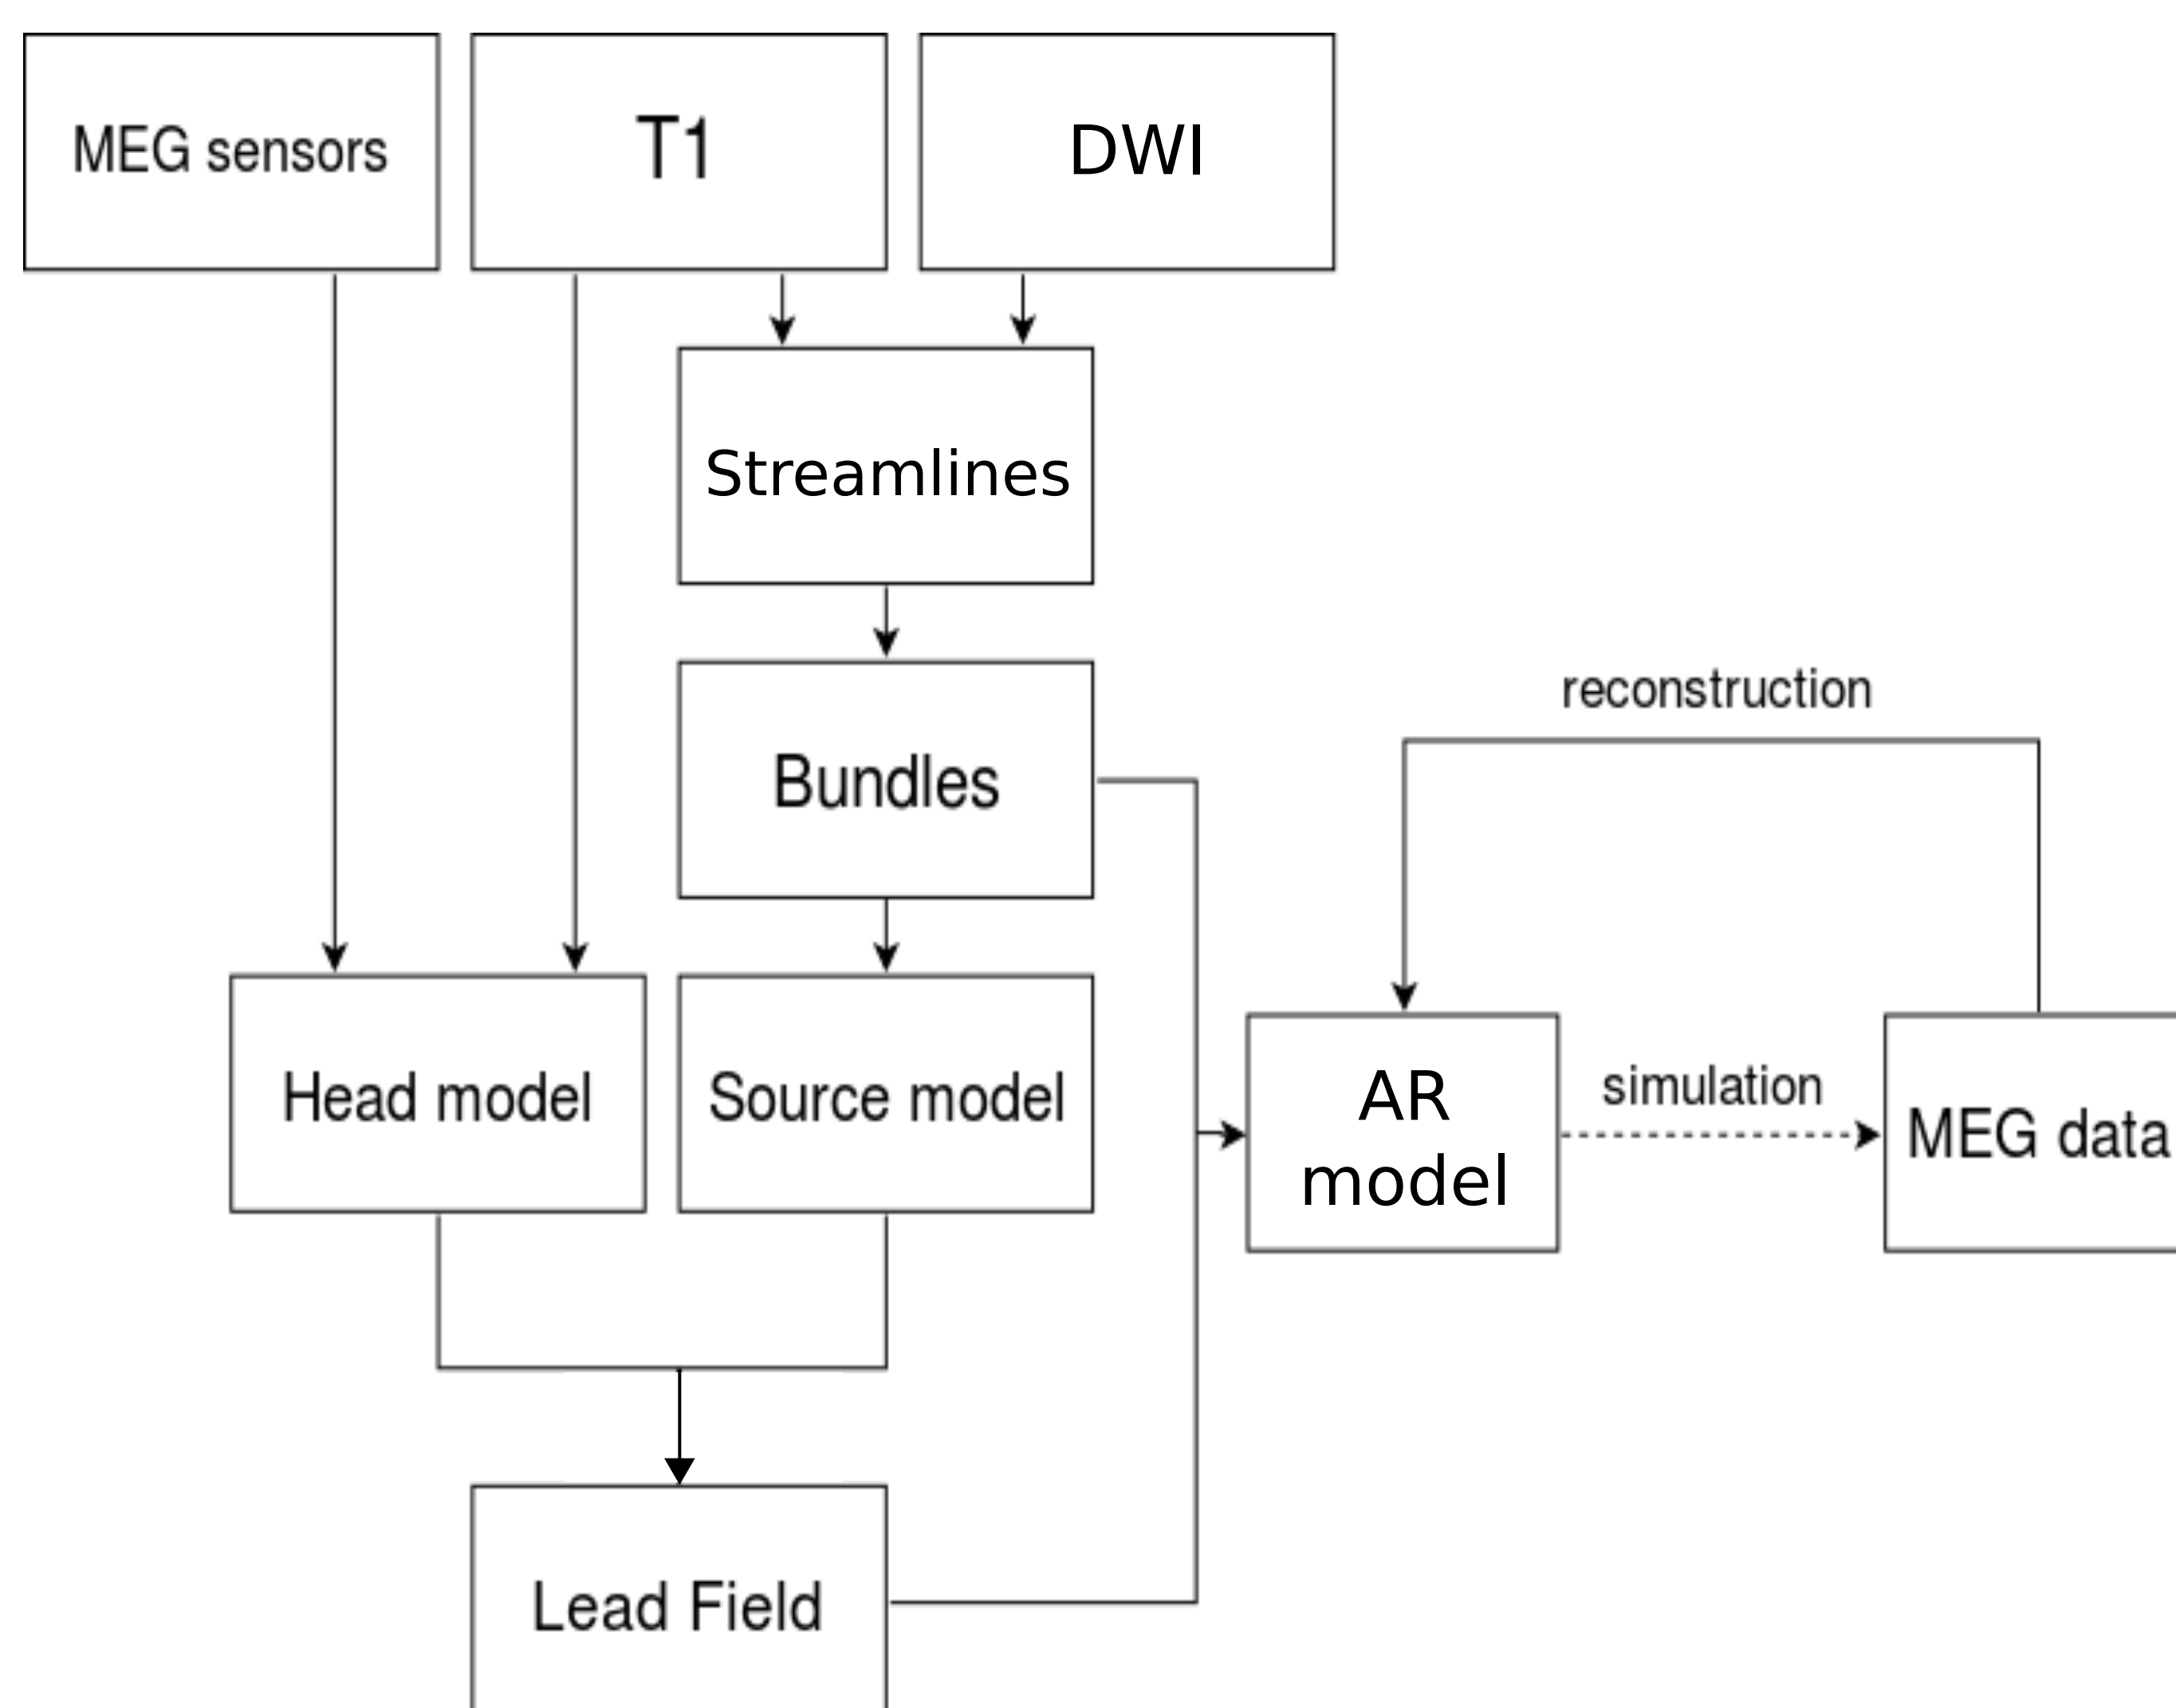 MEG sensors
T1
DWI
Streamlines
Bundles
reconstruction
Head model
Source model
AR
model
simulation
MEG data
Lead Field